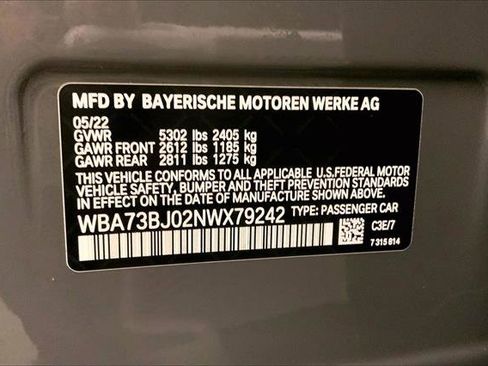 MFD BY BAYERISCHE MOTOREN WERKE AG
05/22
GVWR 5302 lbs 2405 kg
GAWR FRONT 2612 lbs 1185 kg
GAWR REAR 2811 lbs 1275 kg
THIS VEHICLE CONFORMS TO ALL APPLICABLE U.S.FEDERAL MOTOR
VEHICLE SAFETY, BUMPER AND THEFT PREVENTION STANDARDS
IN EFFECT ON THE DATE OF MANUFACTURE SHOWN ABOVE.
WBA73BJ02NWX79242 TYPE: PASSENGER CAR
C3E/7
7 315 814